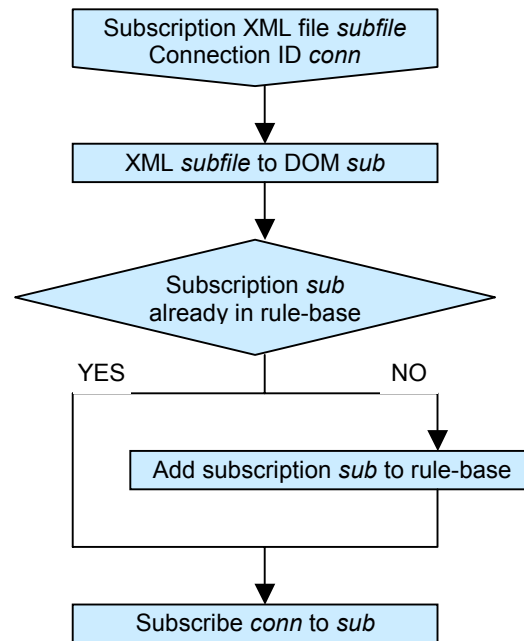 Subscription XML file subfile
Connection ID conn
XML subfile to DOM sub
Subscription sub
already in rule-base
YES
NO
Add subscription sub to rule-base
Subscribe conn to sub